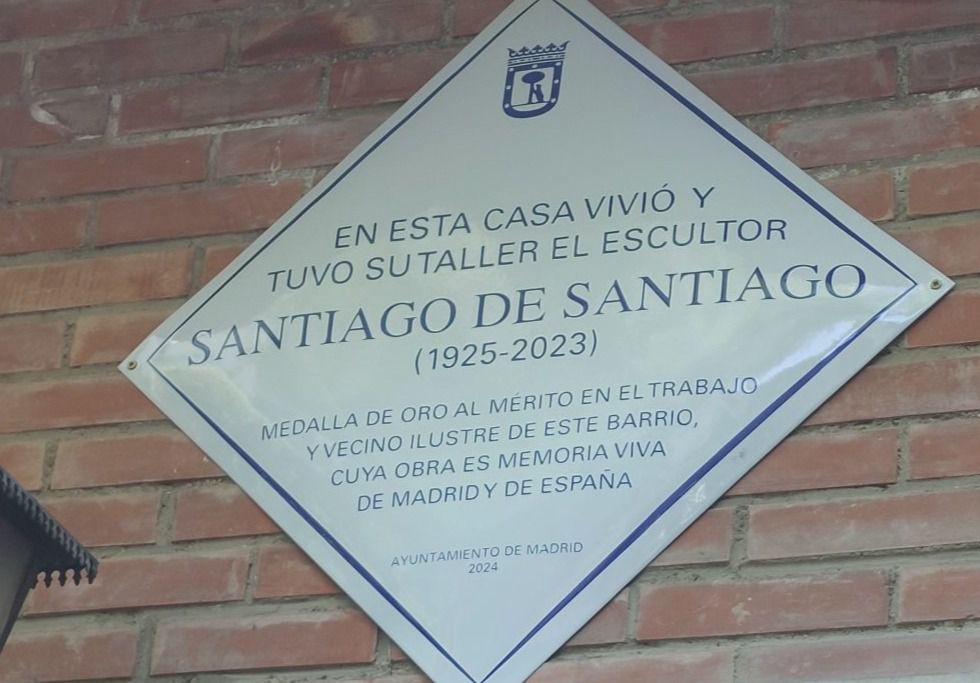 EN ESTA CASA VIVIÓ Y
TUVO SU TALLER EL ESCULTOR
SANTIAGO DE SANTIAGO
(1925-2023)
MEDALLA DE ORO AL MÉRITO EN EL TRABAJO
Y VECINO ILUSTRE DE ESTE BARRIO,
CUYA OBRA ES MEMORIA VIVA
DE MADRID Y DE ESPAÑA
AYUNTAMIENTO DE MADRID
2024